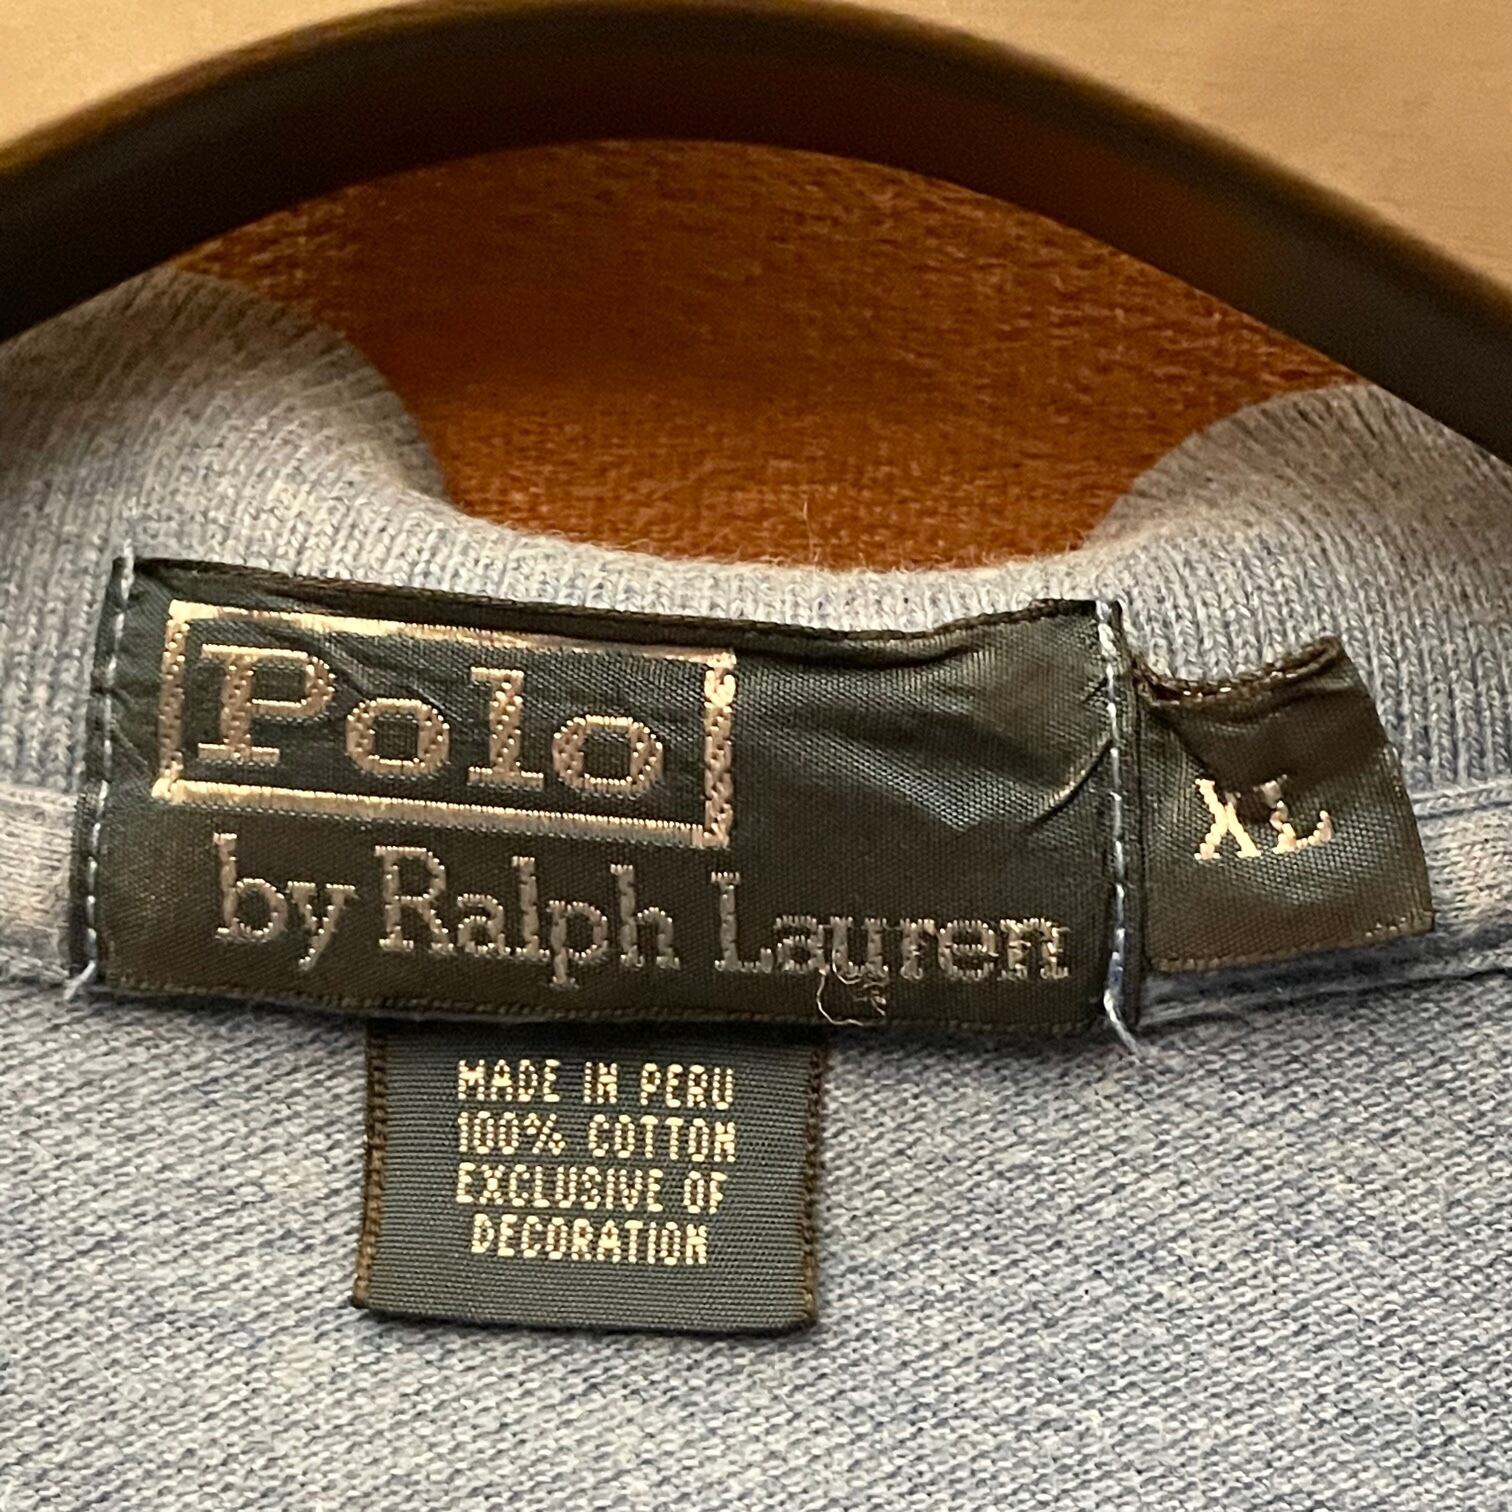 Polo
by Ralph Lauren
XL
MADE IN PERU
100% COTTON
EXCLUSIVE OF
DECORATION